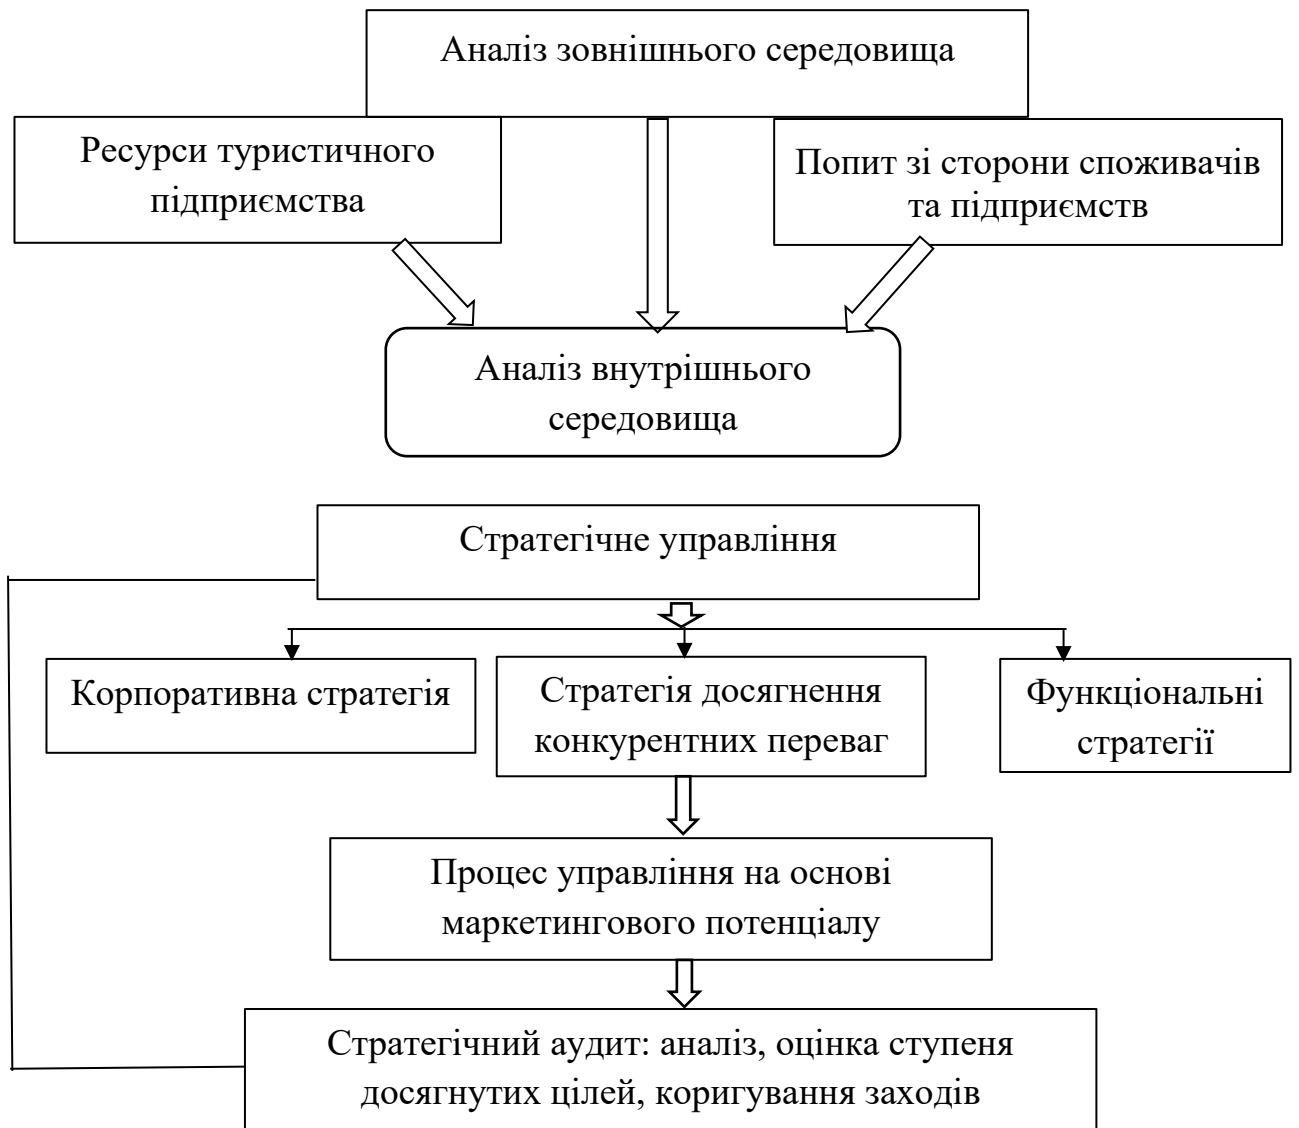 Аналіз зовнішнього середовища
Ресурси туристичного
підприємства
Попит зі сторони споживачів
та підприємств
Аналіз внутрішнього
середовища
Стратегічне управління
Корпоративна стратегія
Стратегія досягнення
конкурентних переваг
Функціональні
стратегії
Процес управління на основі
маркетингового потенціалу
Стратегічний аудит: аналіз, оцінка ступеня
досягнутих цілей, коригування заходів